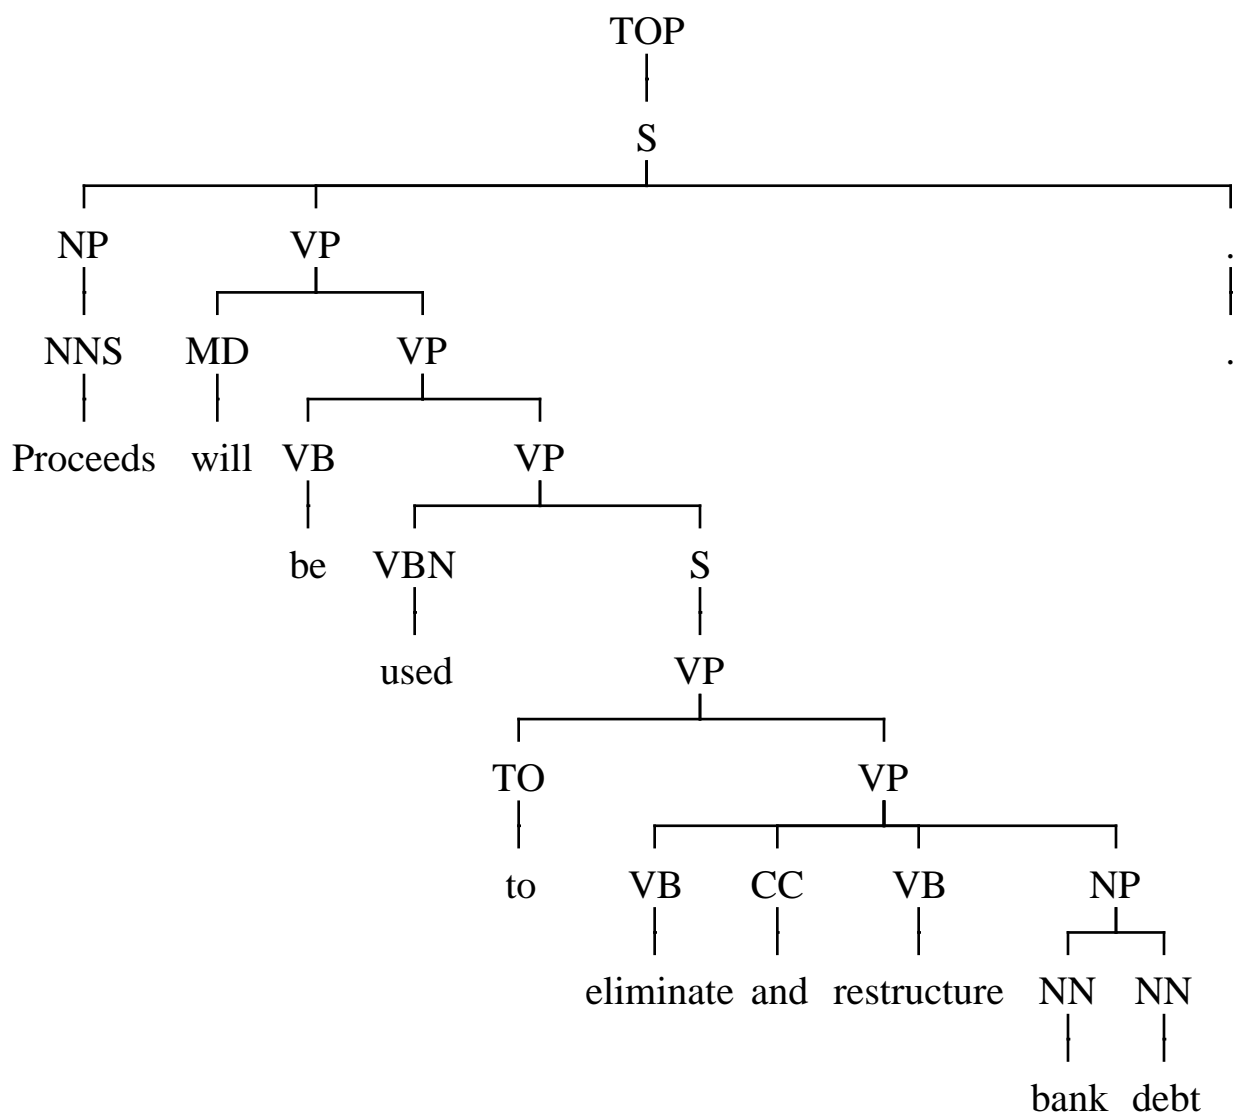 TOP
S
NP VP .
NNS MD VP .
Proceeds will VB VP
be VBN S
used VP
TO VP
to VB CC VB NP
eliminate and restructure NN NN
bank debt